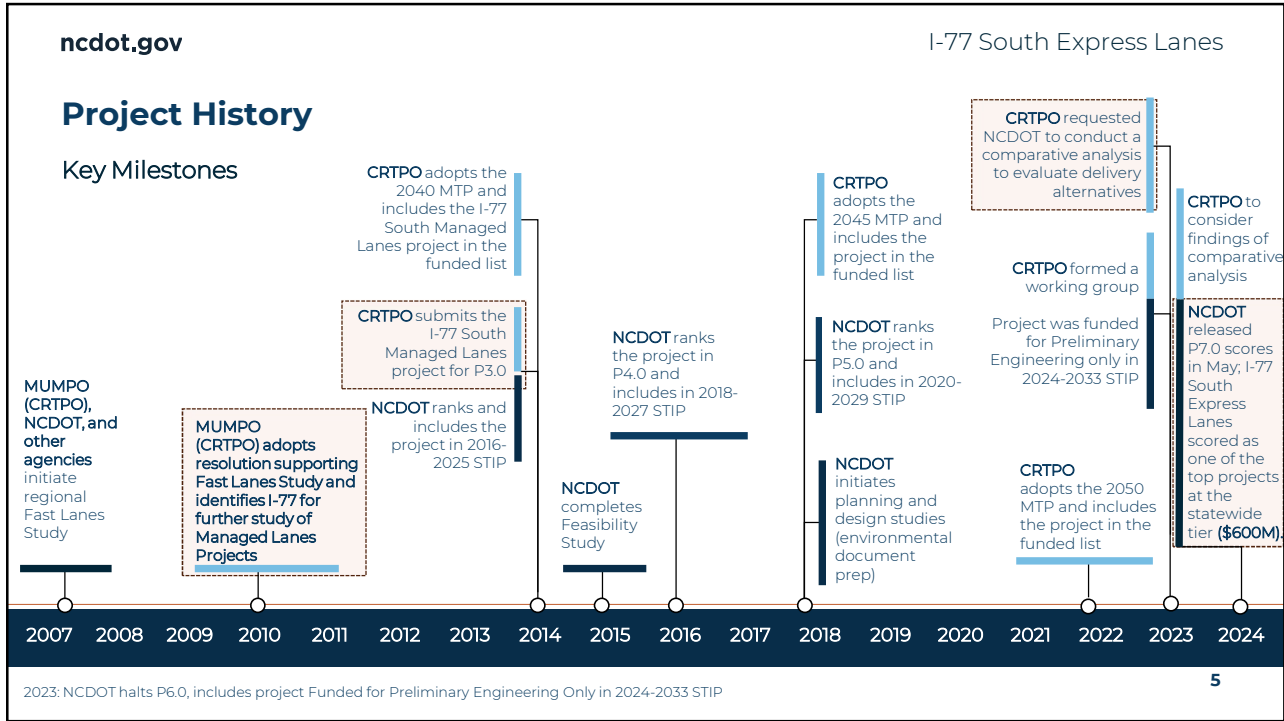 ncdot.gov
I-77 South Express Lanes
Project History
Key Milestones
MUMPO
(CRTPO),
NCDOT, and
other
agencies
initiate
regional
Fast Lanes
Study
MUMPO
(CRTPO) adopts
resolution supporting
Fast Lanes Study and
identifies I-77 for
further study of
Managed Lanes
Projects
CRTPO adopts the
2040 MTP and
includes the I-77
South Managed
Lanes project in the
funded list
CRTPO submits the
I-77 South
Managed Lanes
project for P3.0
NCDOT ranks and
includes the
project in 2016-
2025 STIP
NCDOT
completes
Feasibility
Study
NCDOT ranks
the project in
P4.0 and
includes in 2018-
2027 STIP
CRTPO
adopts the
2045 MTP and
includes the
project in the
funded list
NCDOT ranks
the project in
P5.0 and
includes in 2020-
2029 STIP
NCDOT
initiates
planning and
design studies
(environmental
document
prep)
CRTPO
adopts the 2050
MTP and includes
the project in the
funded list
CRTPO requested
NCDOT to conduct a
comparative analysis
to evaluate delivery
alternatives
CRTPO formed a
working group
Project was funded
for Preliminary
Engineering only in
2024-2033 STIP
CRTPO to
consider
findings of
comparative
analysis
NCDOT
released
P7.0 scores
in May; I-77
South
Express
Lanes
scored as
one of the
top projects
at the
statewide
tier ($600M).
2007 2008 2009 2010 2011 2012 2013 2014 2015 2016 2017 2018 2019 2020 2021 2022 2023 2024
2023: NCDOT halts P6.0, includes project Funded for Preliminary Engineering Only in 2024-2033 STIP
5